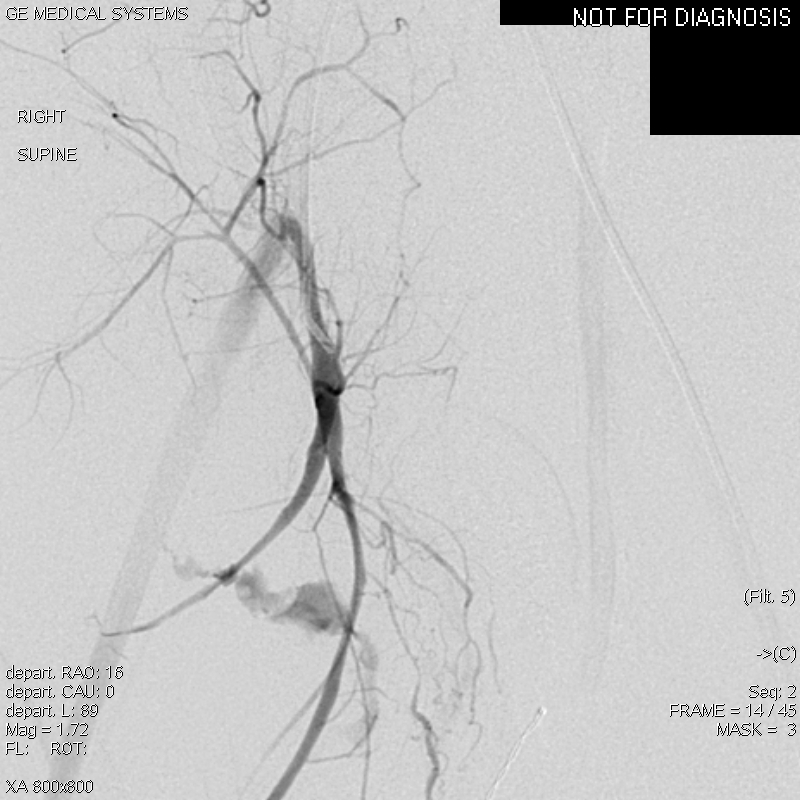 GE MEDICAL SYSTEMS
NOT FOR DIAGNOSIS
RIGHT
SUPINE
(Filt. 5)
->(C)
depart. RAO: 16
depart. CAU: 0
depart. L: 89
Mag = 1.72
FL: ROT:
Seq: 2
FRAME = 14 / 45
MASK = 3
XA 800x800